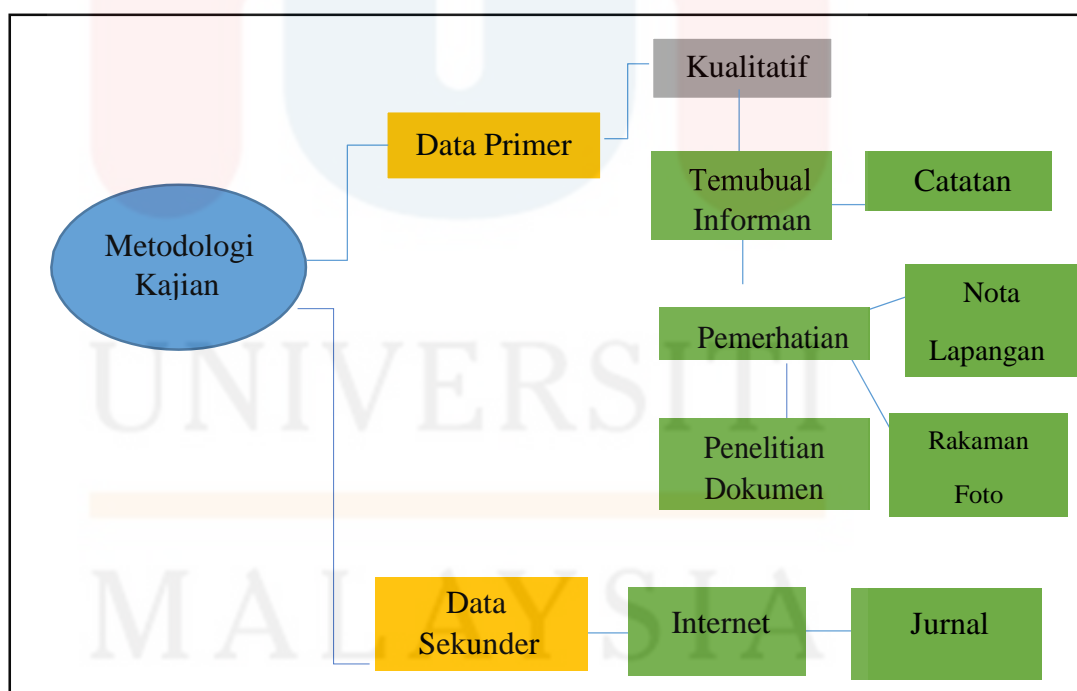 Kualitatif
Data Primer
Temubual
Informan
Catatan
Metodologi
Kajian
Nota
Lapangan
Pemerhatian
Penelitian
Dokumen
Rakaman
Foto
UNIVERSITI
MALAYSIA
Data
Sekunder
Internet
Jurnal